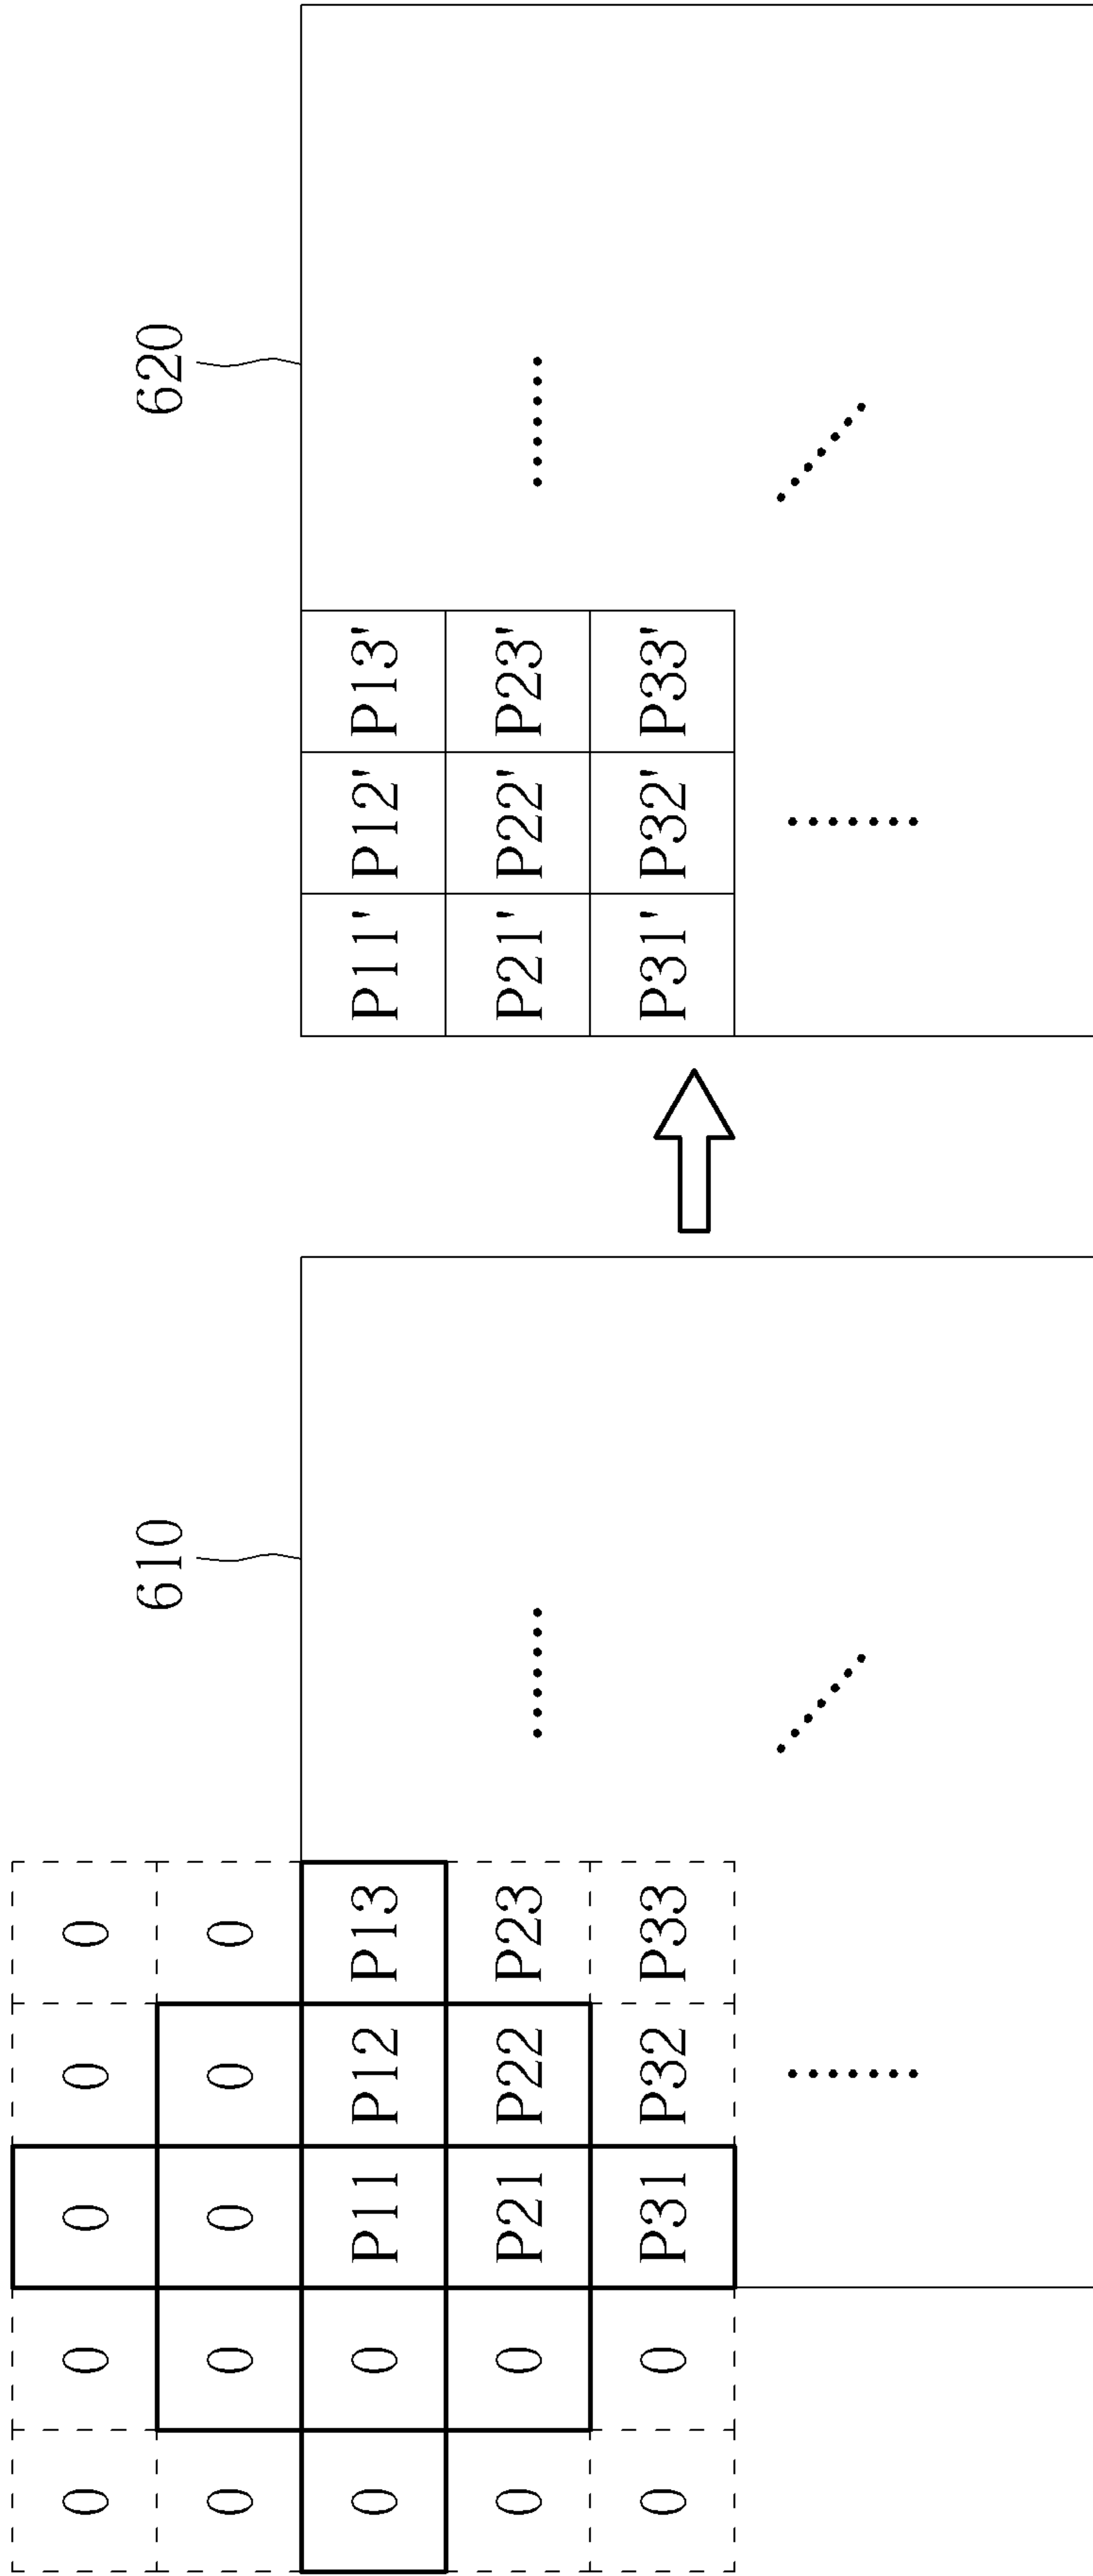 0 0 0 0 0
0 0 0 0 0
0 0 P11 P12 P13
0 0 P21 P22 P23
0 0 P31 P32 P33
610
P11' P12' P13'
P21' P22' P23'
P31' P32' P33'
620